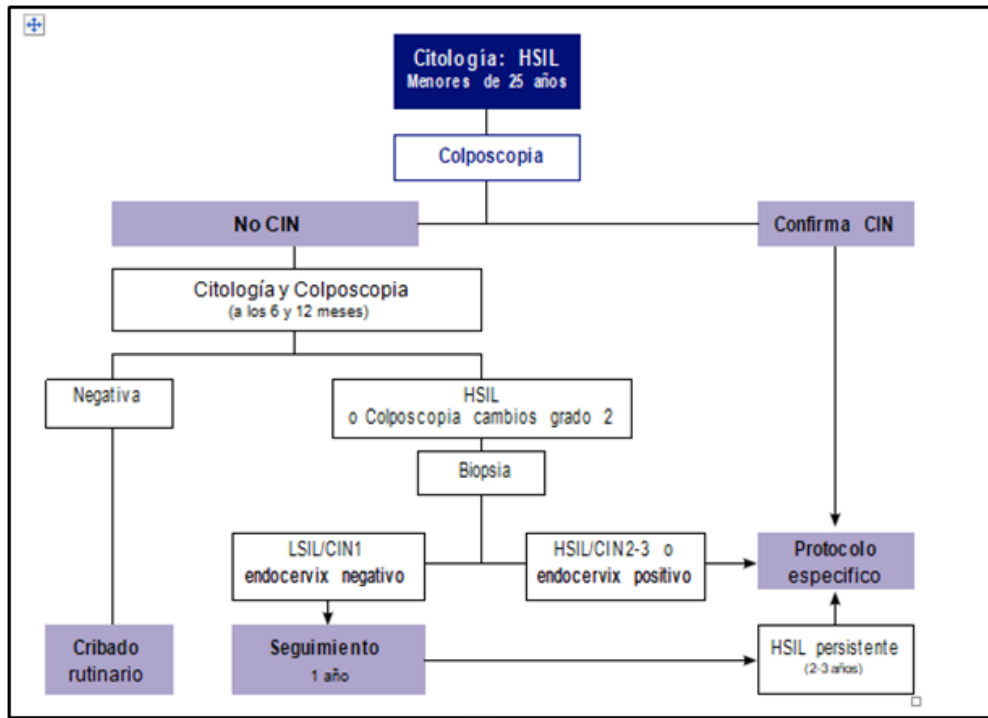 Citología: HSIL
Menores de 25 años
Colposcopia
No CIN
Confirma CIN
Citología y Colposcopia
(a los 6 y 12 meses)
Negativa
HSIL
o Colposcopia cambios grado 2
Biopsia
LSIL/CIN1
endocervix negativo
HSIL/CIN2-3 o
endocervix positivo
Protocolo
especifico
Cribado
rutinario
Seguimiento
1 año
HSIL persistente
(2-3 años)